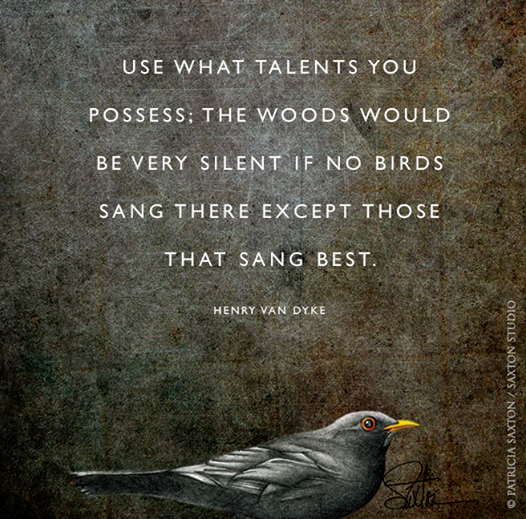 USE WHAT TALENTS YOU
POSSESS; THE WOODS WOULD
BE VERY SILENT IF NO BIRDS
SANG THERE EXCEPT THOSE
THAT SANG BEST.
HENRY VAN DYKE
© PATRICIA SAXTON / SAXTON STUDIO